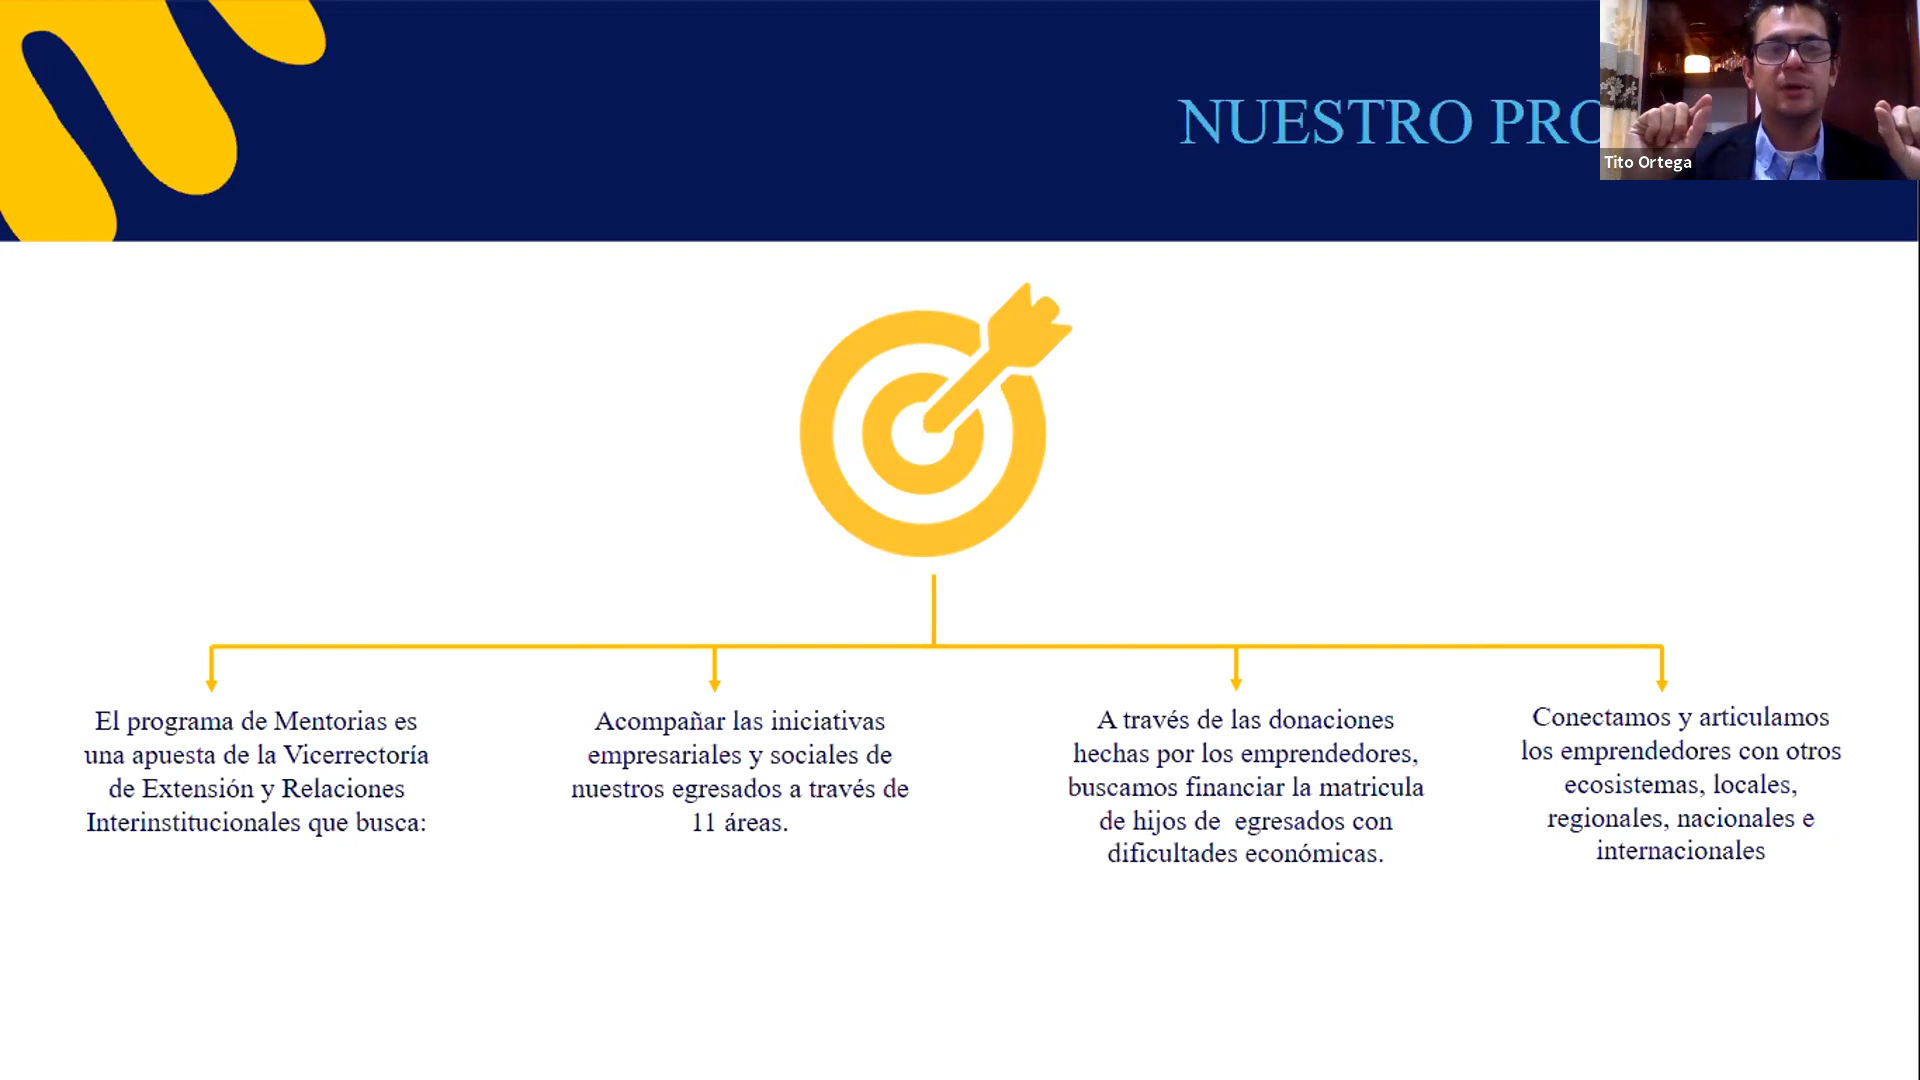 NUESTRO PRO
Tito Ortega
El programa de Mentorias es
una apuesta de la Vicerrectoría
de Extensión y Relaciones
Interinstitucionales que busca:
Acompañar las iniciativas
empresariales y sociales de
nuestros egresados a través de
11 áreas.
A través de las donaciones
hechas por los emprendedores,
buscamos financiar la matricula
de hijos de egresados con
dificultades económicas.
Conectamos y articulamos
los emprendedores con otros
ecosistemas, locales,
regionales, nacionales e
internacionales